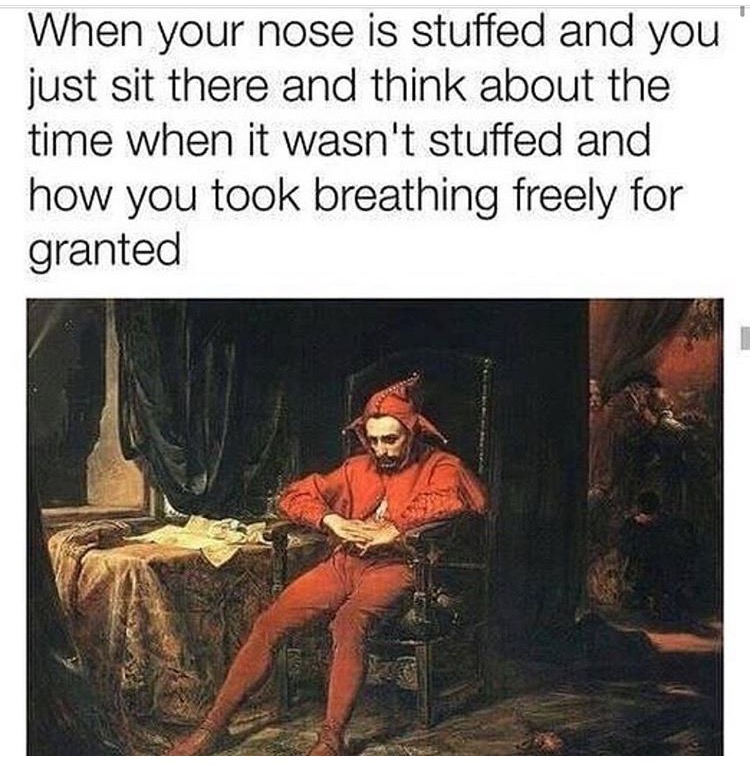 When your nose is stuffed and you
just sit there and think about the
time when it wasn't stuffed and
how you took breathing freely for
granted